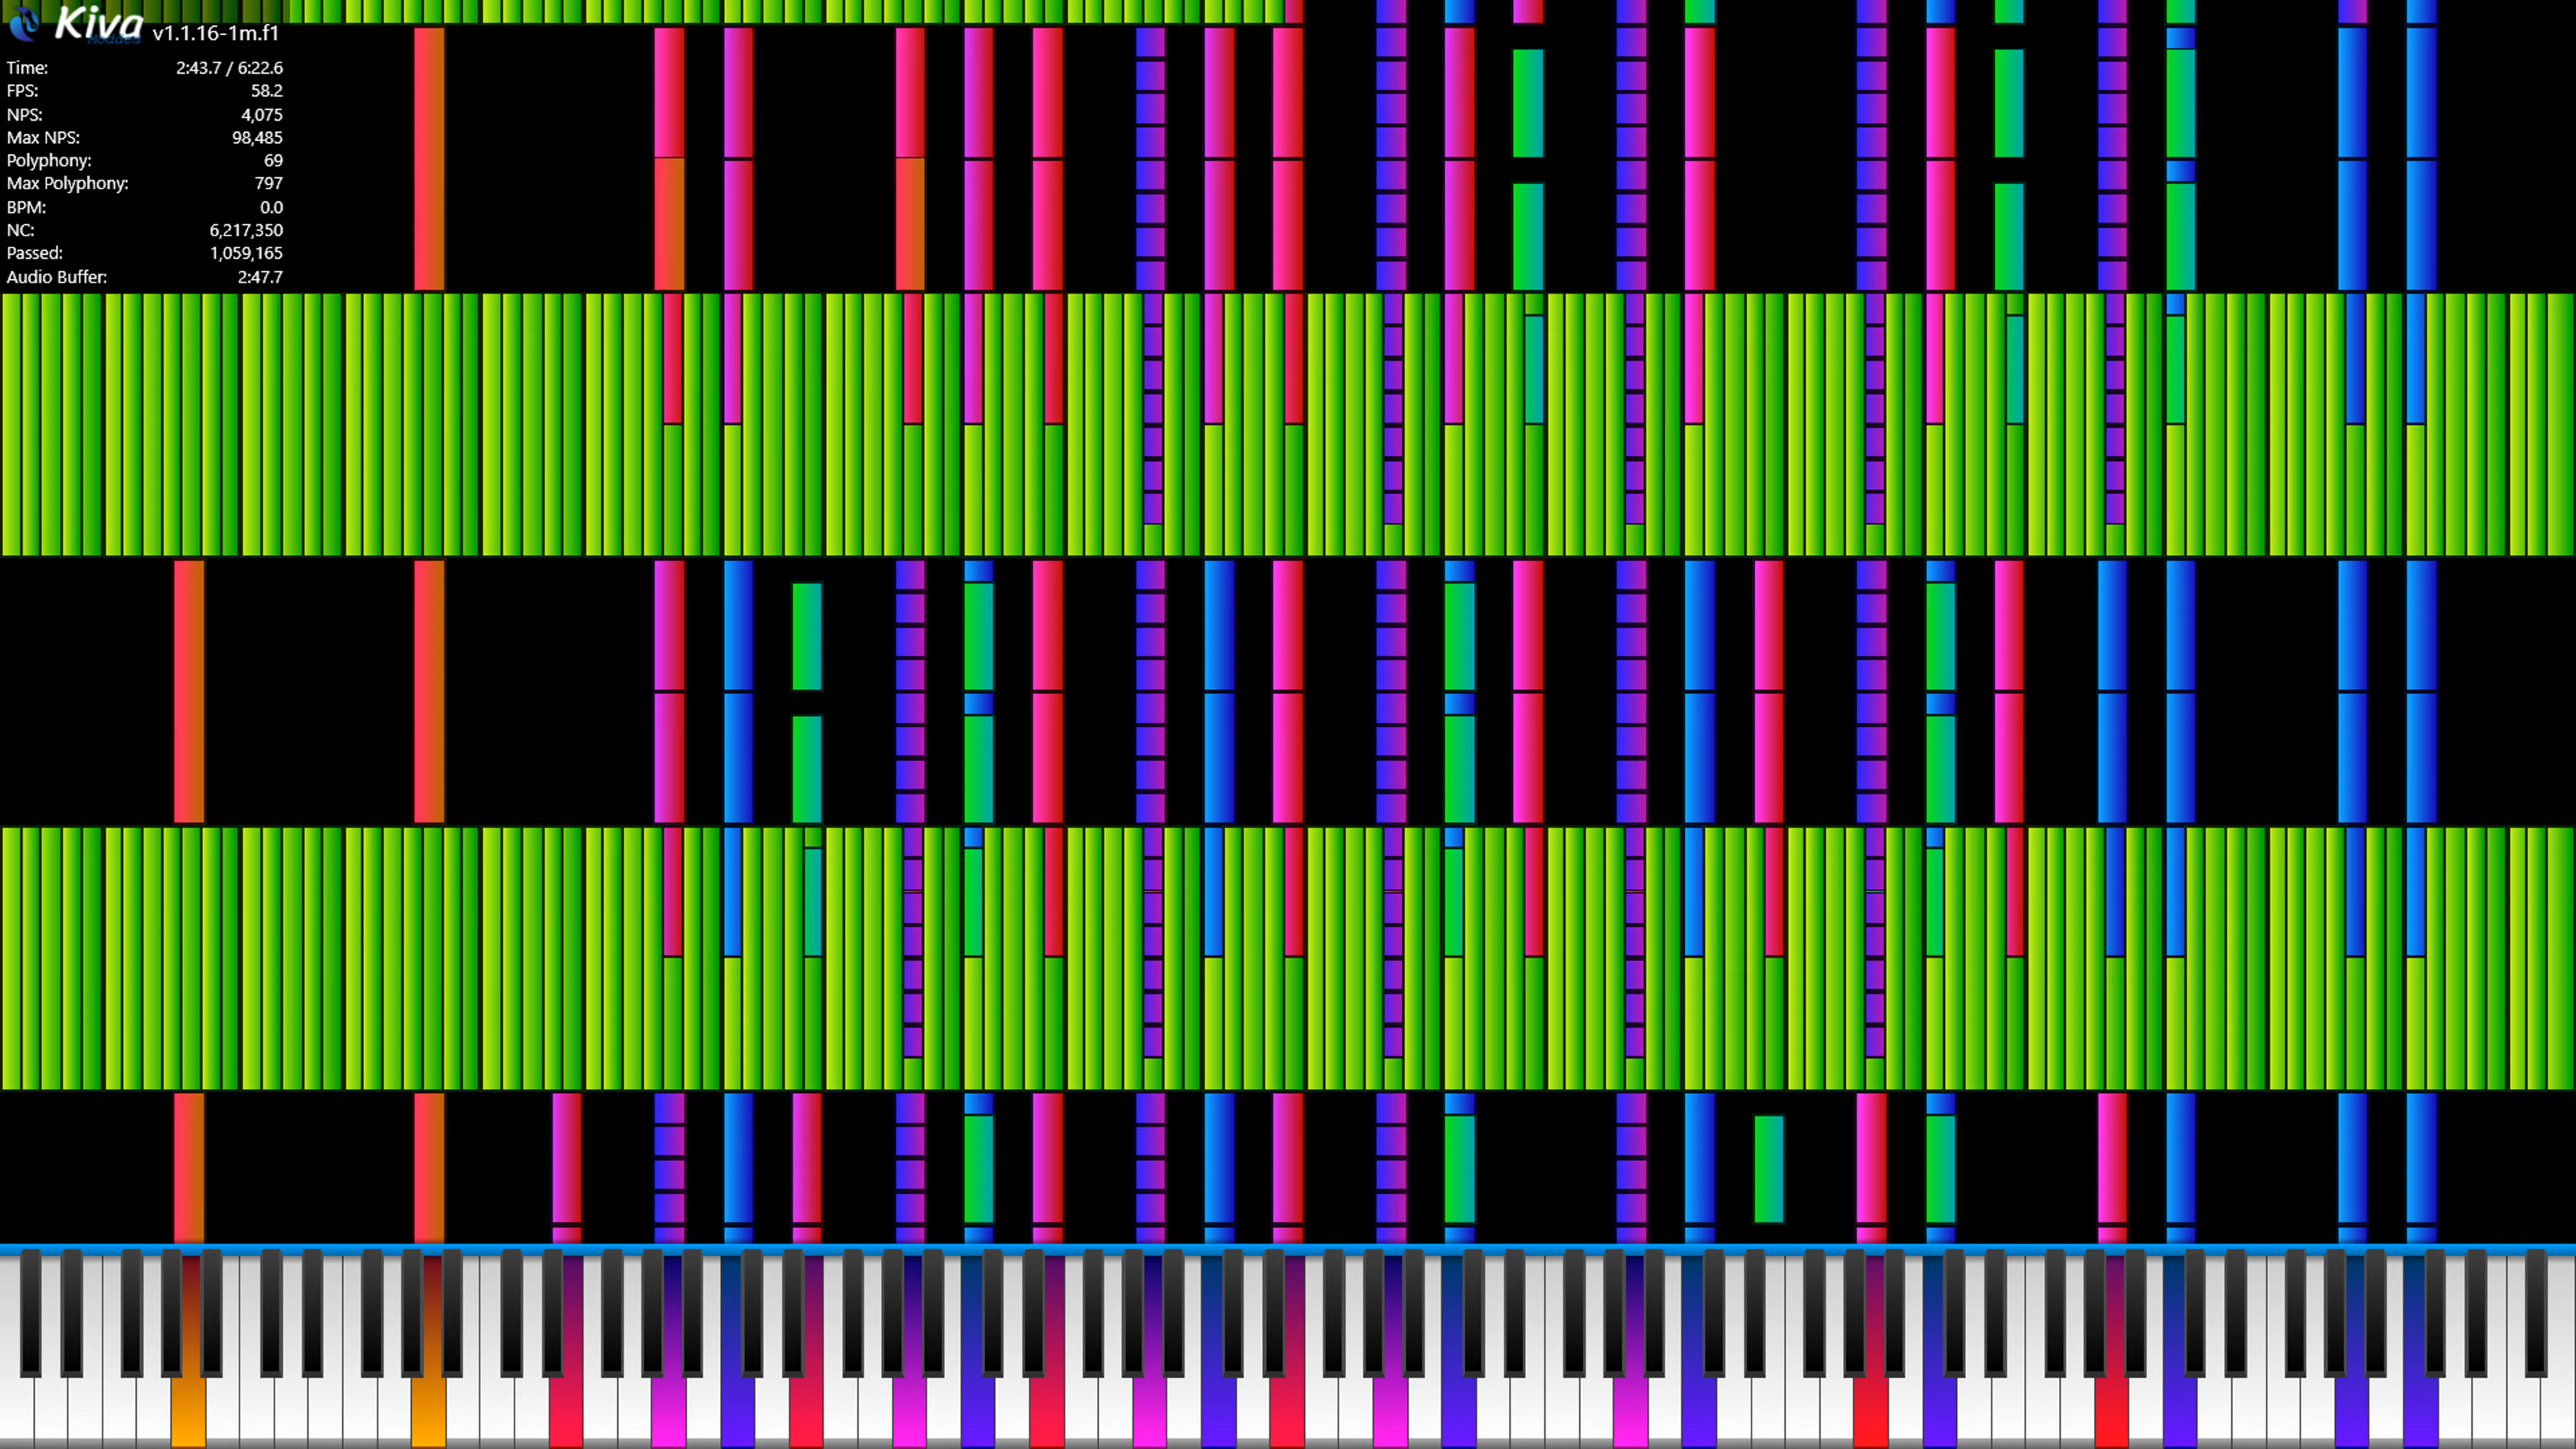 Kiva v1.1.16-1m.f1
Modded
Time: 2:43.7 / 6:22.6
FPS: 58.2
NPS: 4,075
Max NPS: 98,485
Polyphony: 69
Max Polyphony: 797
BPM: 0.0
NC: 6,217,350
Passed: 1,059,165
Audio Buffer: 2:47.7